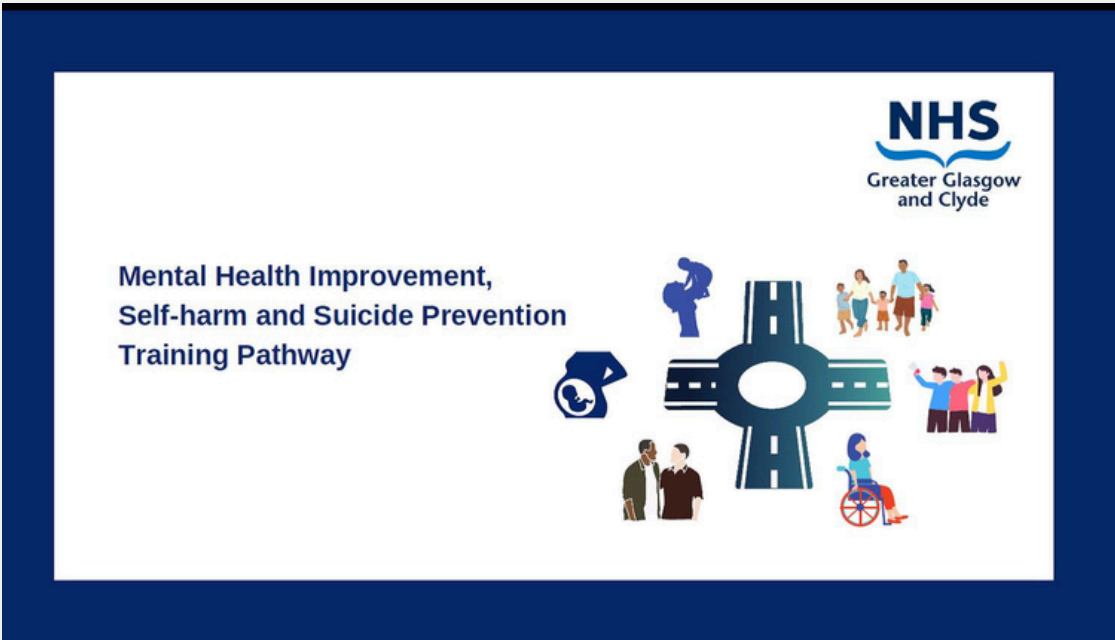 NHS
Greater Glasgow
and Clyde
Mental Health Improvement,
Self-harm and Suicide Prevention
Training Pathway